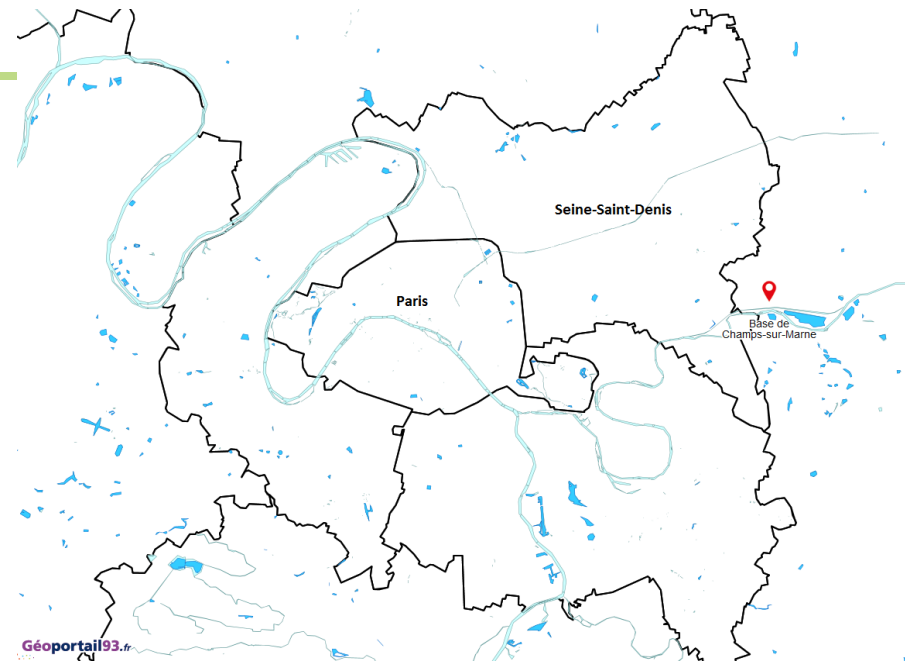 Seine-Saint-Denis
Paris
Base de
Champs-sur-Marne
Géoportail93.fr